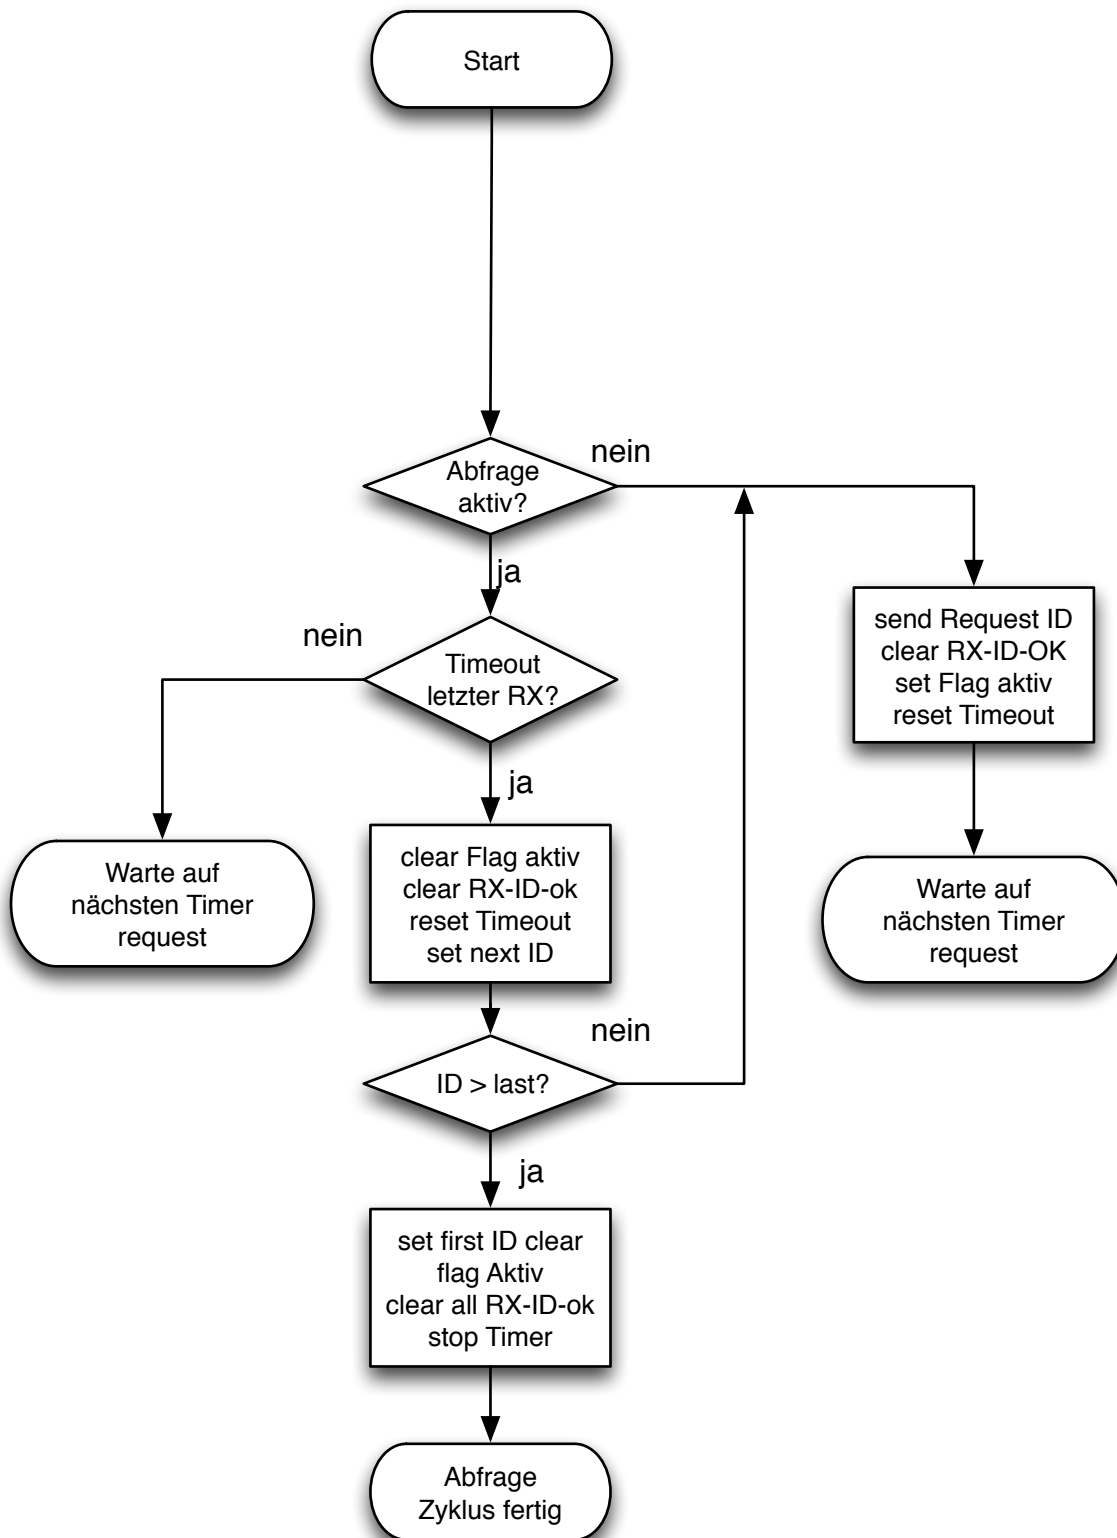 Start
Abfrage
aktiv?
nein
ja
nein
Timeout
letzter RX?
send Request ID
clear RX-ID-OK
set Flag aktiv
reset Timeout
ja
Warte auf
nächsten Timer
request
clear Flag aktiv
clear RX-ID-ok
reset Timeout
set next ID
Warte auf
nächsten Timer
request
nein
ID > last?
ja
set first ID clear
flag Aktiv
clear all RX-ID-ok
stop Timer
Abfrage
Zyklus fertig